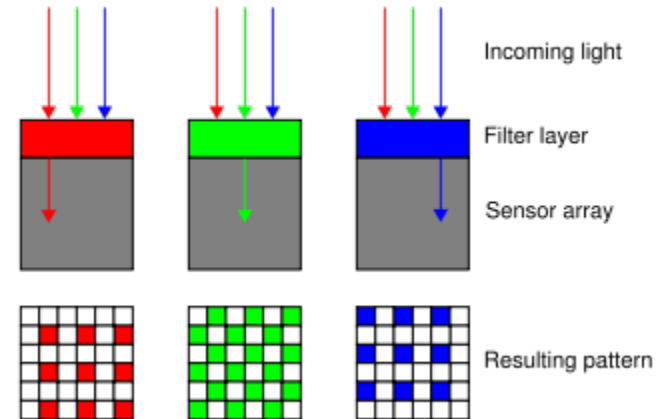 Incoming light
Filter layer
Sensor array
Resulting pattern